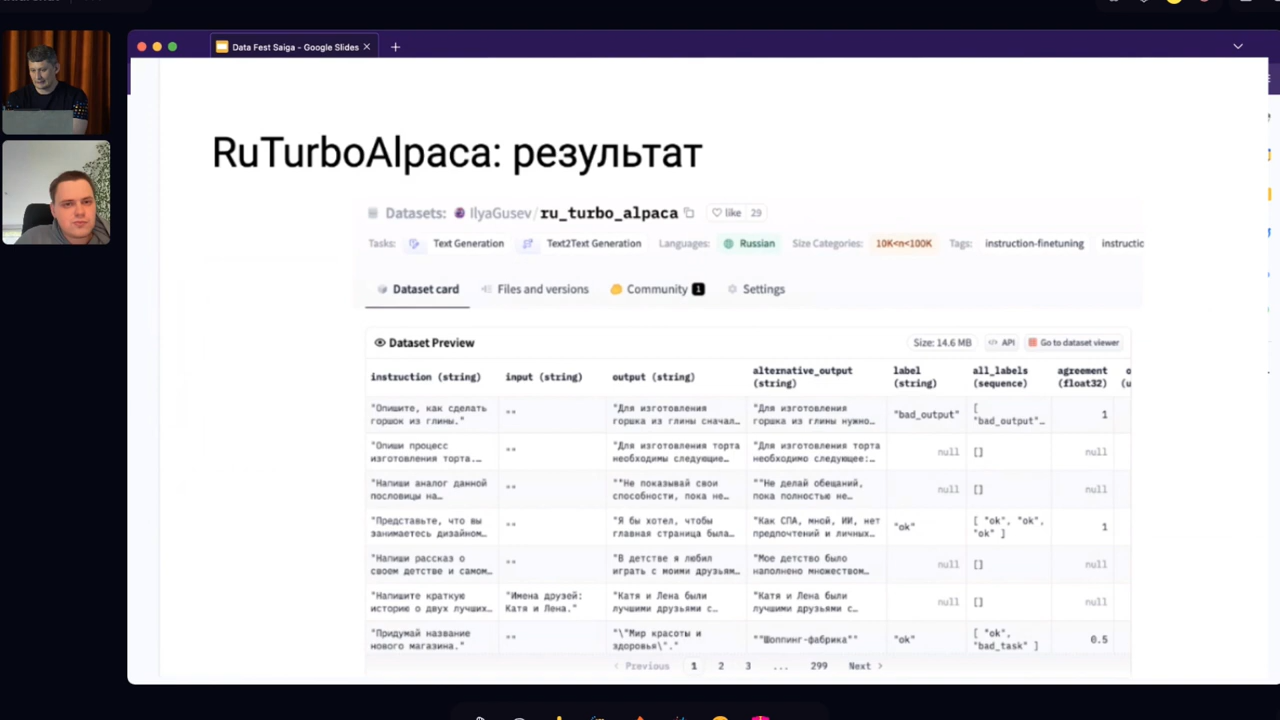 Data Fest Saiga - Google Slides
RuTurboAlpaca: результат
Datasets: IlyaGusev/ru_turbo_alpaca like 29
Tasks: Text Generation Text2Text Generation Languages: Russian Size Categories: 10K<n<100K Tags: instruction-finetuning instructic
Dataset card Files and versions Community 1 Settings
Dataset Preview Size: 14.6 MB API Go to dataset viewer
instruction (string) input (string) output (string) alternative_output (string) label (string) all_labels (sequence) agreement (float32)
"Опишите, как сделать горшок из глины." "" "Для изготовления горшка из глины сначал… "Для изготовления горшка из глины нужно… "bad_output" [ "bad_output"… 1
"Опиши процесс изготовления торта.… "" "Для изготовления торта необходимы следующие… "Для изготовления торта необходимо следующее:… null [] null
"Напиши аналог данной пословицы на… "" ""Не показывай свои способности, пока не… ""Не делай обещаний, пока полностью не… null [] null
"Представьте, что вы занимаетесь дизайном… "" "Я бы хотел, чтобы главная страница была… "Как СПА, мной, ИИ, нет предпочтений и личных… "ok" [ "ok", "ok", "ok" ] 1
"Напиши рассказ о своем детстве и самом… "" "В детстве я любил играть с моими друзьям… "Мое детство было наполнено множеством… null [] null
"Напишите краткую историю о двух лучших… "Имена друзей: Катя и Лена." "Катя и Лена были лучшими друзьями с… "Катя и Лена были лучшими друзьями с… null [] null
"Придумай название нового магазина." "" "\"Мир красоты и здоровья\"." ""Шоппинг-фабрика"" "ok" [ "ok", "bad_task" ] 0.5
Previous 1 2 3 ... 299 Next